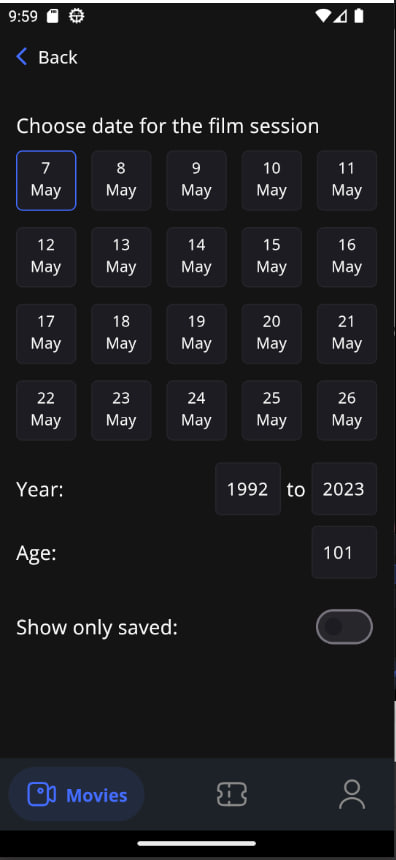 9:59
Back
Choose date for the film session
7 8 9 10 11
May May May May May
12 13 14 15 16
May May May May May
17 18 19 20 21
May May May May May
22 23 24 25 26
May May May May May
Year: 1992 to 2023
Age: 101
Show only saved:
Movies